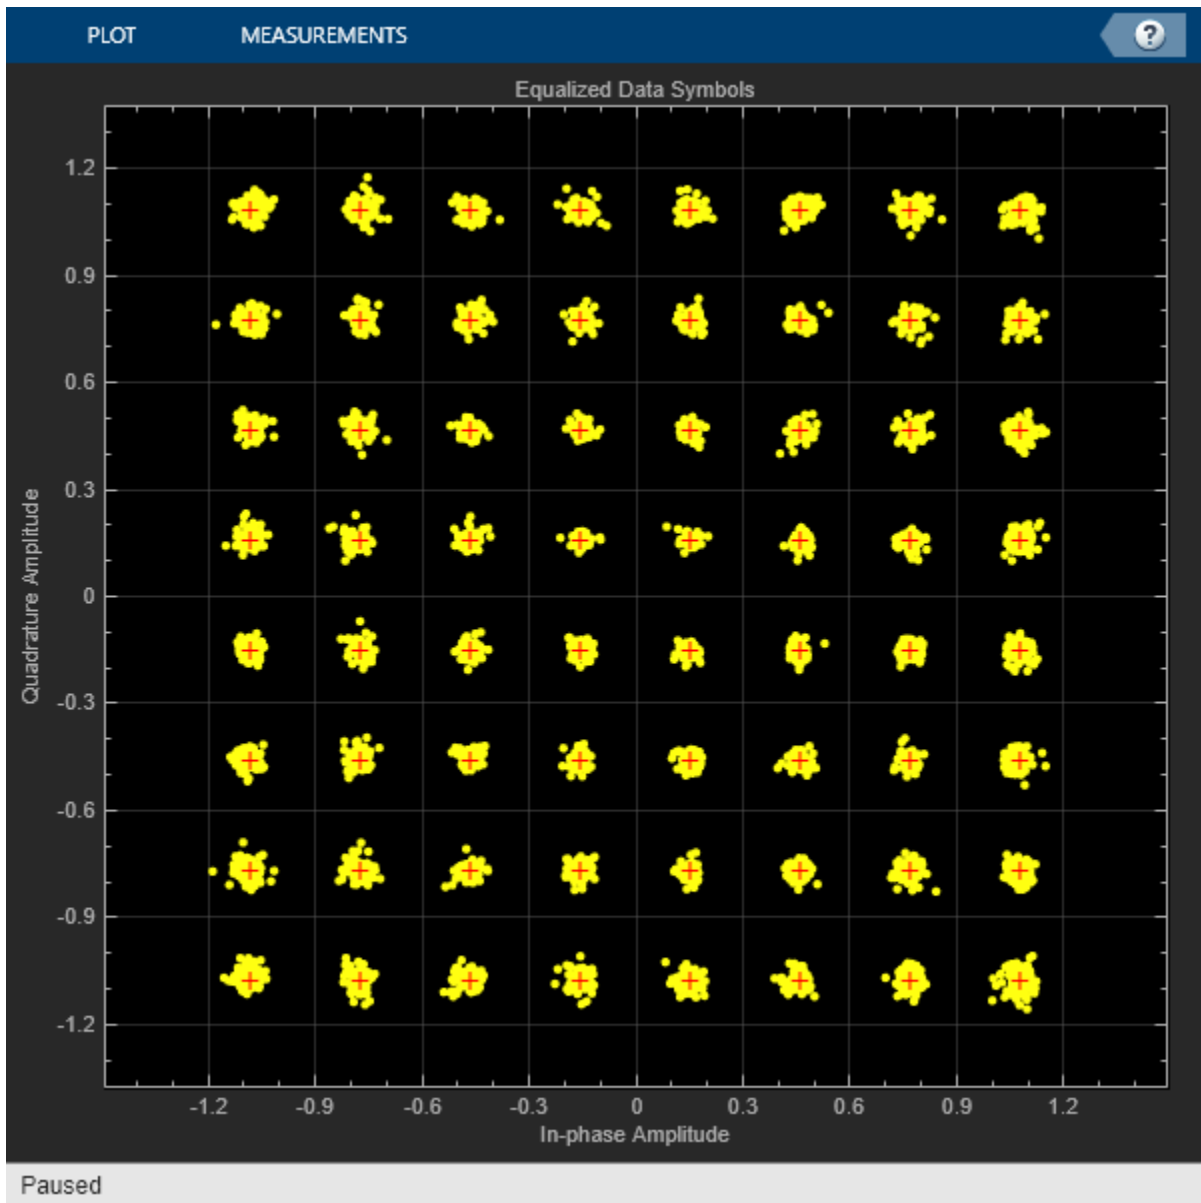 PLOT MEASUREMENTS ?
Equalized Data Symbols
1.2
0.9
0.6
0.3
0
-0.3
-0.6
-0.9
-1.2
Quadrature Amplitude
-1.2 -0.9 -0.6 -0.3 0 0.3 0.6 0.9 1.2
In-phase Amplitude
Paused